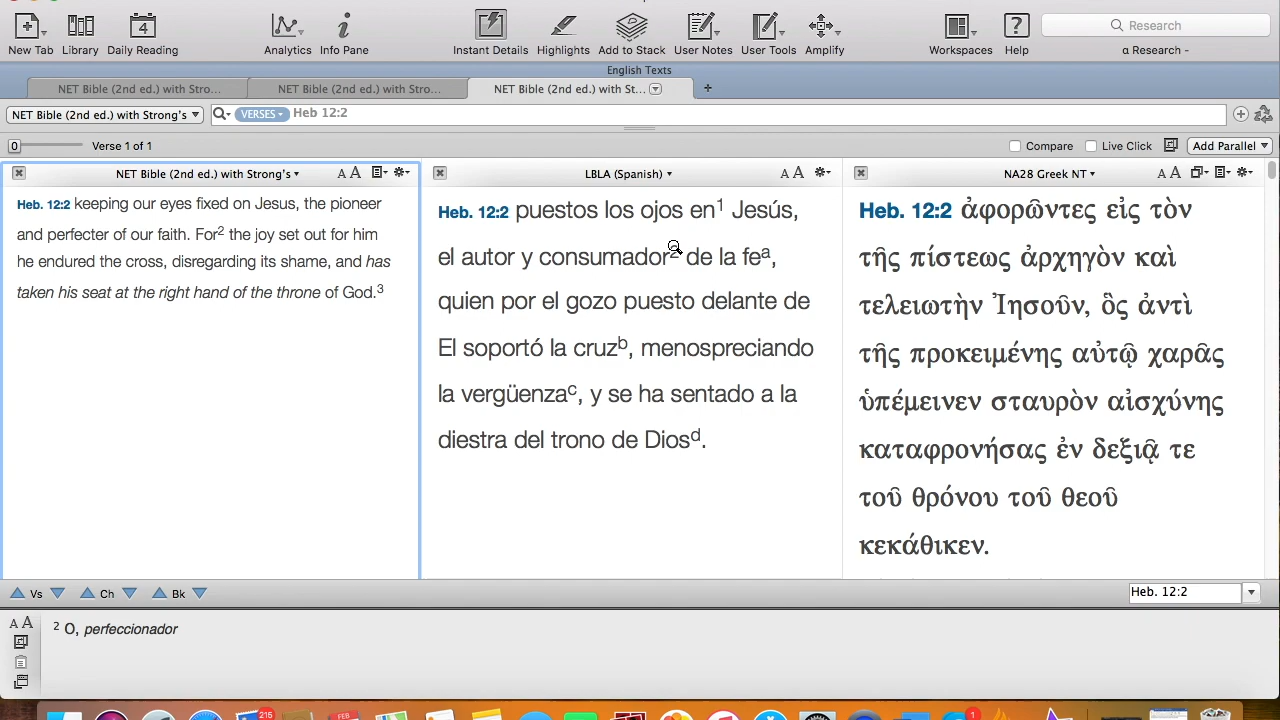 New Tab
Library
4
Daily Reading
Analytics
Info Pane
Instant Details
Highlights
Add to Stack
User Notes
User Tools
Amplify
Workspaces
Help
Research
α Research -
English Texts
NET Bible (2nd ed.) with Stro...
NET Bible (2nd ed.) with Stro...
NET Bible (2nd ed.) with St...
+
NET Bible (2nd ed.) with Strong's
VERSES
Heb 12:2
0
Verse 1 of 1
Compare
Live Click
Add Parallel
NET Bible (2nd ed.) with Strong's
A A
Heb. 12:2 keeping our eyes fixed on Jesus, the pioneer
and perfecter of our faith. For2 the joy set out for him
he endured the cross, disregarding its shame, and has
taken his seat at the right hand of the throne of God.3
LBLA (Spanish)
A A
Heb. 12:2 puestos los ojos en1 Jesús,
el autor y consumador2 de la fea,
quien por el gozo puesto delante de
El soportó la cruzb, menospreciando
la vergüenzac, y se ha sentado a la
diestra del trono de Diosd.
NA28 Greek NT
A A
Heb. 12:2 ἀφορῶντες εἰς τὸν
τῆς πίστεως ἀρχηγὸν καὶ
τελειωτὴν Ἰησοῦν, ὃς ἀντὶ
τῆς προκειμένης αὐτῷ χαρᾶς
ὑπέμεινεν σταυρὸν αἰσχύνης
καταφρονήσας ἐν δεξιᾷ τε
τοῦ θρόνου τοῦ θεοῦ
κεκάθικεν.
Vs
Ch
Bk
Heb. 12:2
A A
2 O, perfeccionador
215
FEB
1